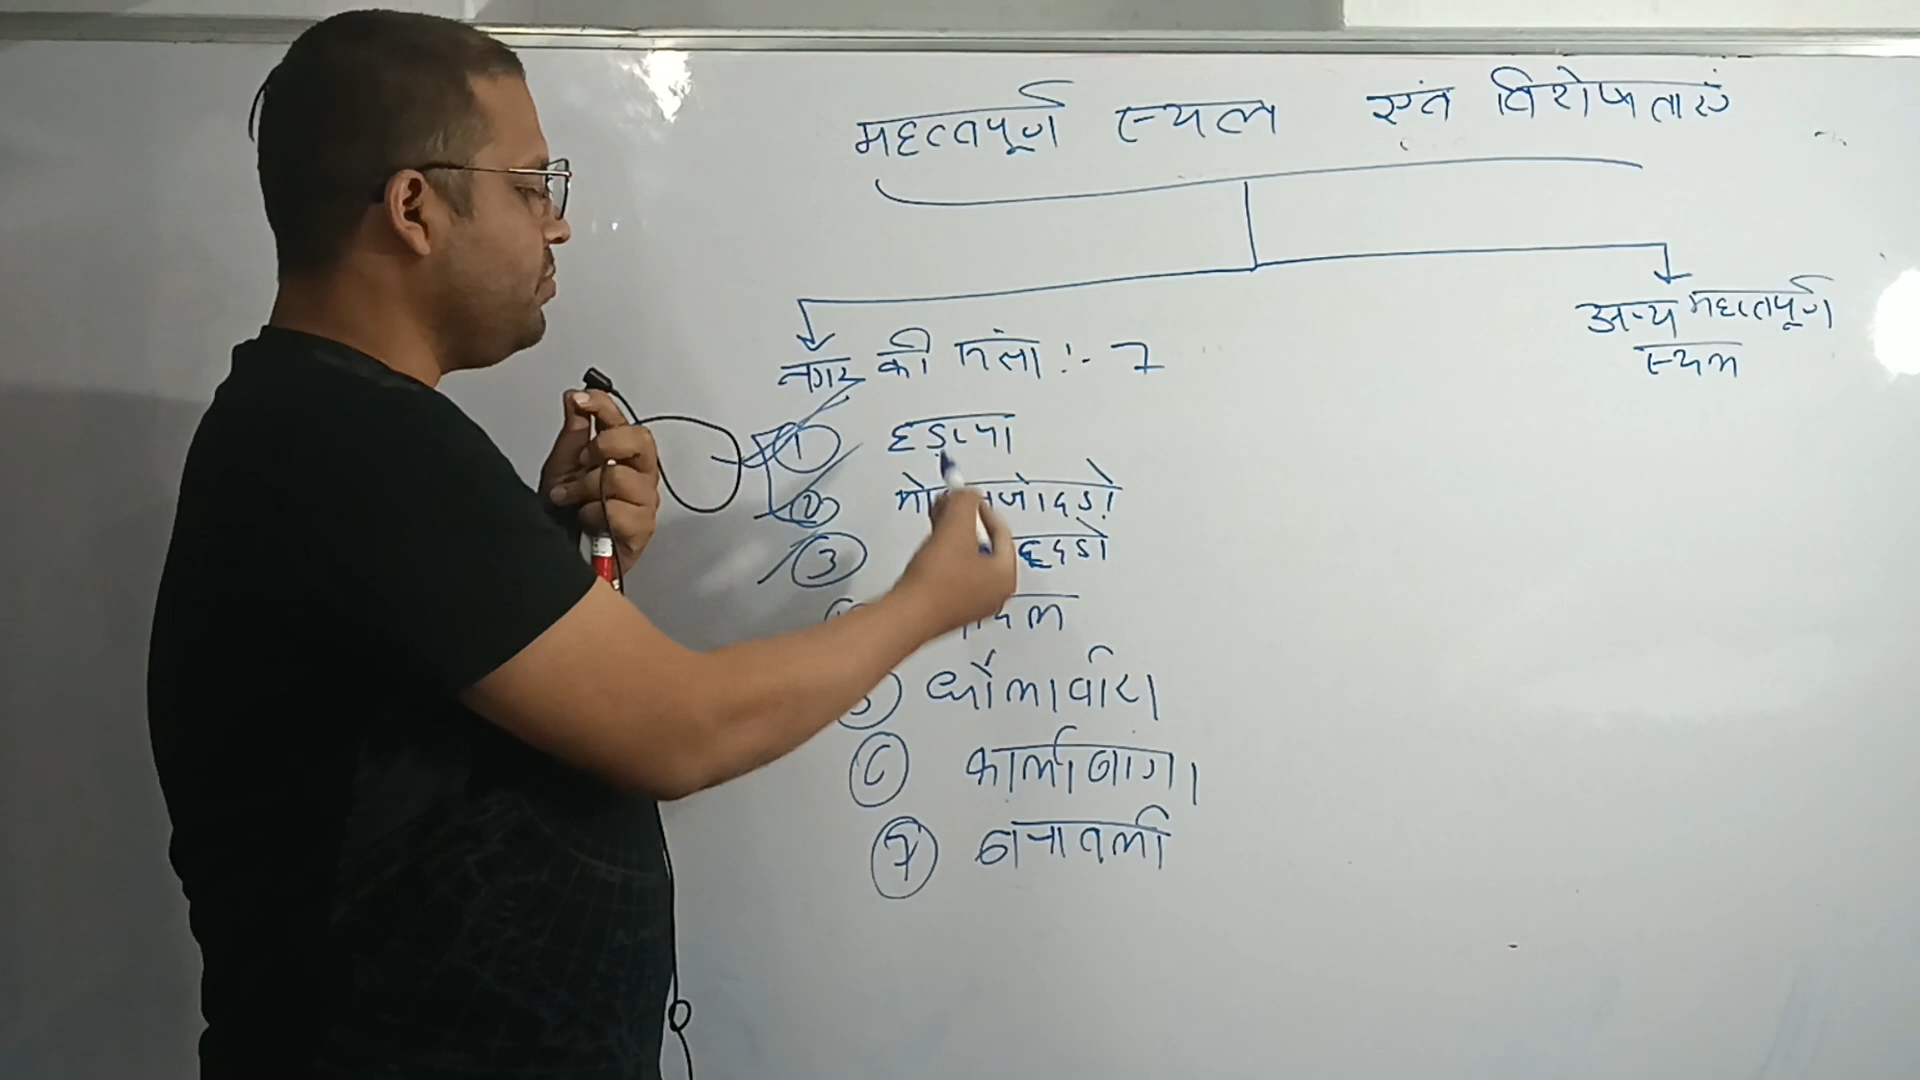 महत्वपूर्ण स्थल एवं विशेषताएं
नगर की संज्ञा :- 7
अन्य महत्वपूर्ण
स्थल
① हड़प्पा
②
③
धौलावीरा
⑥ कालीबंगा
⑦ बनावली